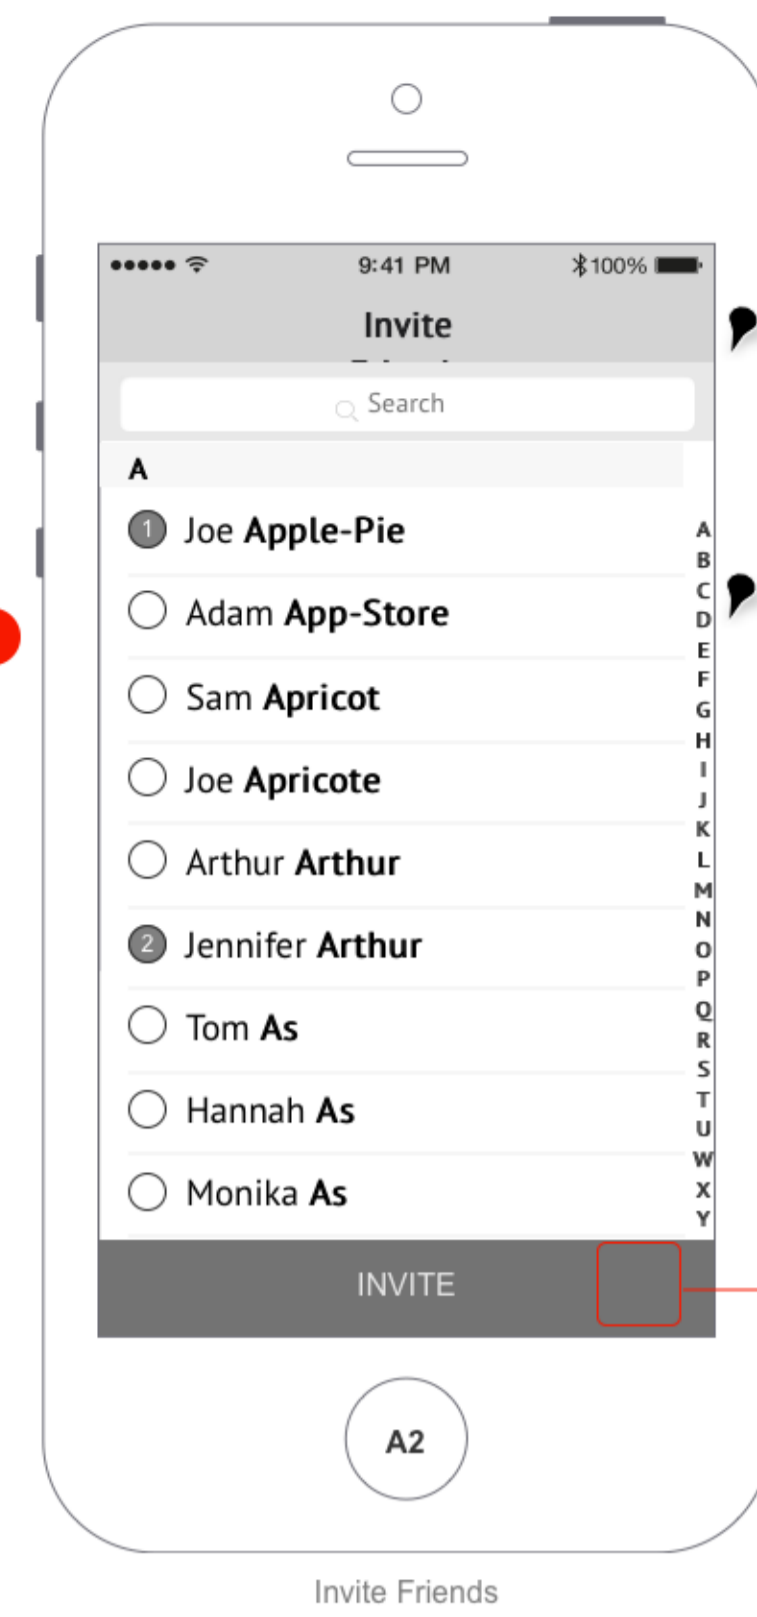 9:41 PM 100%
Invite
Search
A
1 Joe Apple-Pie
Adam App-Store
Sam Apricot
Joe Apricote
Arthur Arthur
2 Jennifer Arthur
Tom As
Hannah As
Monika As
A
B
C
D
E
F
G
H
I
J
K
L
M
N
O
P
Q
R
S
T
U
W
X
Y
INVITE
A2
Invite Friends